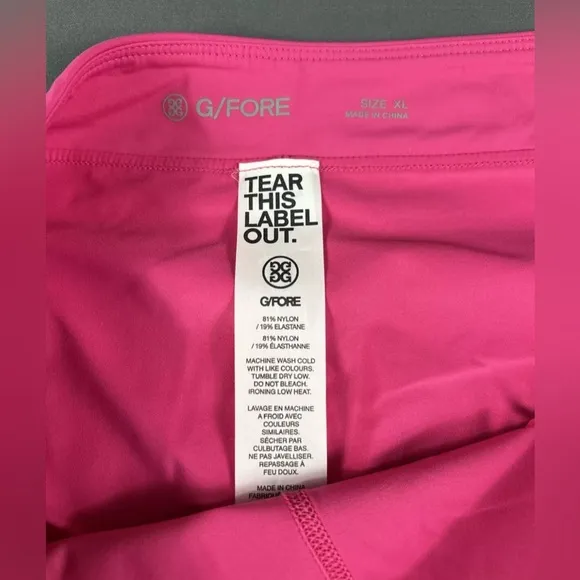 G/FORE
SIZE XL
MADE IN CHINA
TEAR
THIS
LABEL
OUT.
G/FORE
81% NYLON
/ 19% ELASTANE
81% NYLON
/ 19% ÉLASTHANNE
MACHINE WASH COLD
WITH LIKE COLOURS.
TUMBLE DRY LOW.
DO NOT BLEACH.
IRONING LOW HEAT.
LAVAGE EN MACHINE
A FROID AVEC
COULEURS
SIMILAIRES.
SÉCHER PAR
CULBUTAGE BAS.
NE PAS JAVELLISER.
REPASSAGE À
FEU DOUX.
MADE IN CHINA